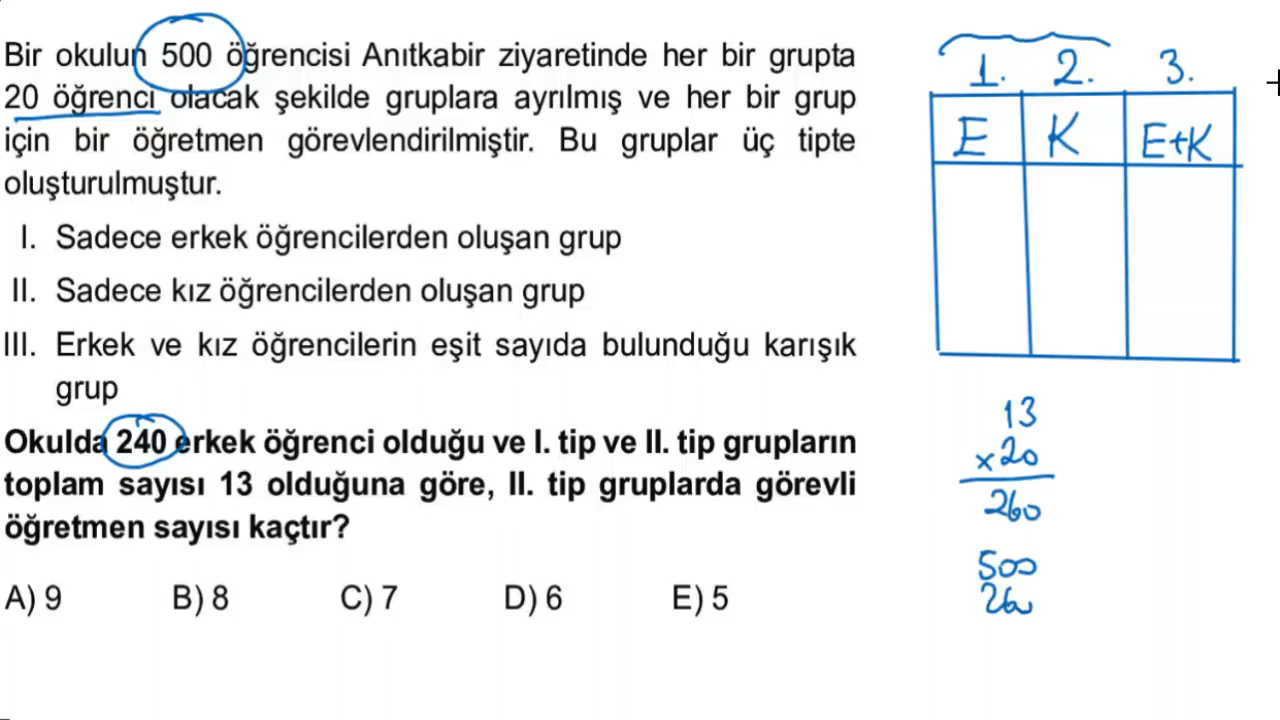 Bir okulun 500 öğrencisi Anıtkabir ziyaretinde her bir grupta
20 öğrenci olacak şekilde gruplara ayrılmış ve her bir grup
için bir öğretmen görevlendirilmiştir. Bu gruplar üç tipte
oluşturulmuştur.
I. Sadece erkek öğrencilerden oluşan grup
II. Sadece kız öğrencilerden oluşan grup
III. Erkek ve kız öğrencilerin eşit sayıda bulunduğu karışık
grup
Okulda 240 erkek öğrenci olduğu ve I. tip ve II. tip grupların
toplam sayısı 13 olduğuna göre, II. tip gruplarda görevli
öğretmen sayısı kaçtır?
A) 9 B) 8 C) 7 D) 6 E) 5
1. 2. 3.
E K E+K
13
x20
260
500
260